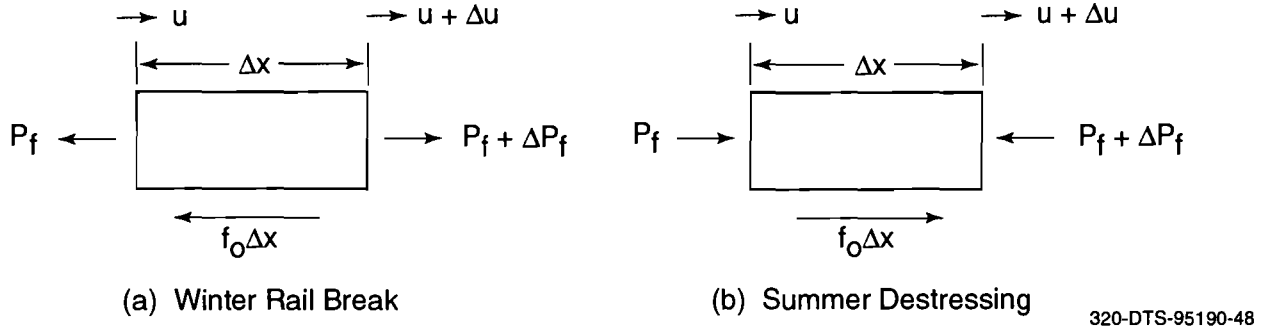 u u + Δu
Δx
P_f P_f + ΔP_f
f_oΔx
(a) Winter Rail Break
u u + Δu
Δx
P_f P_f + ΔP_f
f_oΔx
(b) Summer Destressing
320-DTS-95190-48